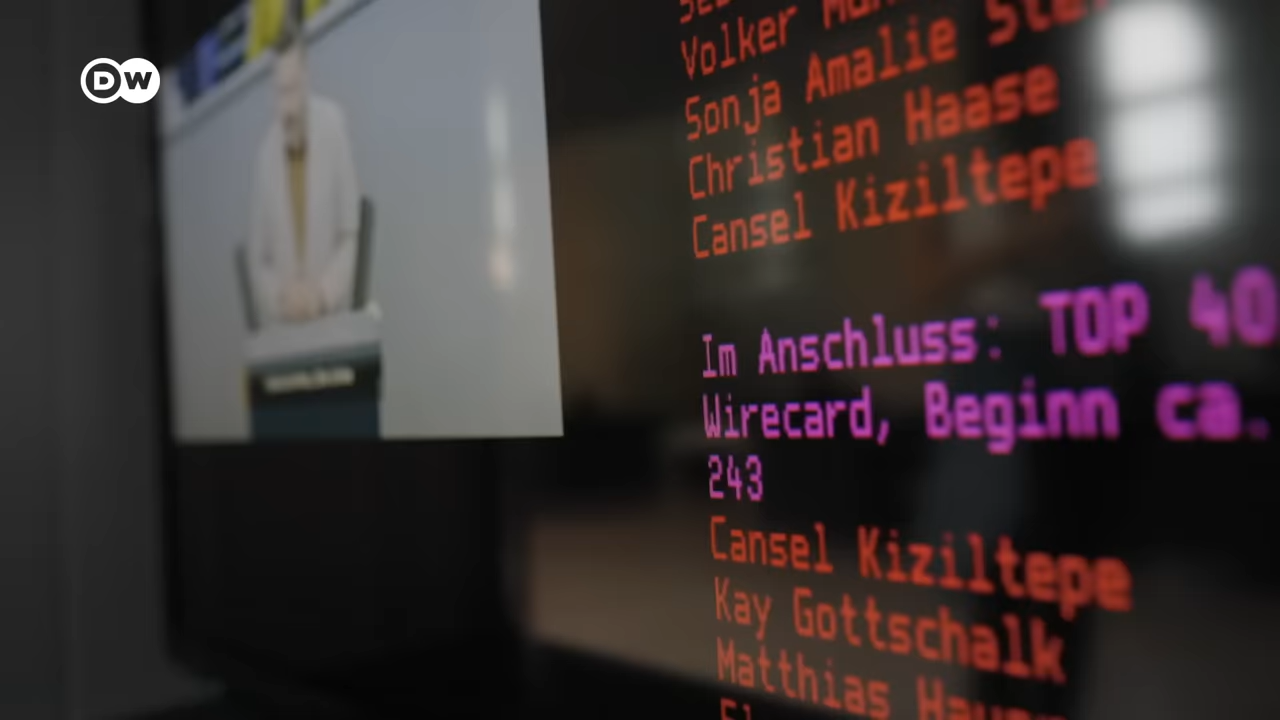 DW
Volker
Sonja Amalie
Christian Haase
Cansel Kiziltepe
Im Anschluss: TOP 40
Wirecard, Beginn ca.
243
Cansel Kiziltepe
Kay Gottschalk
Matthias